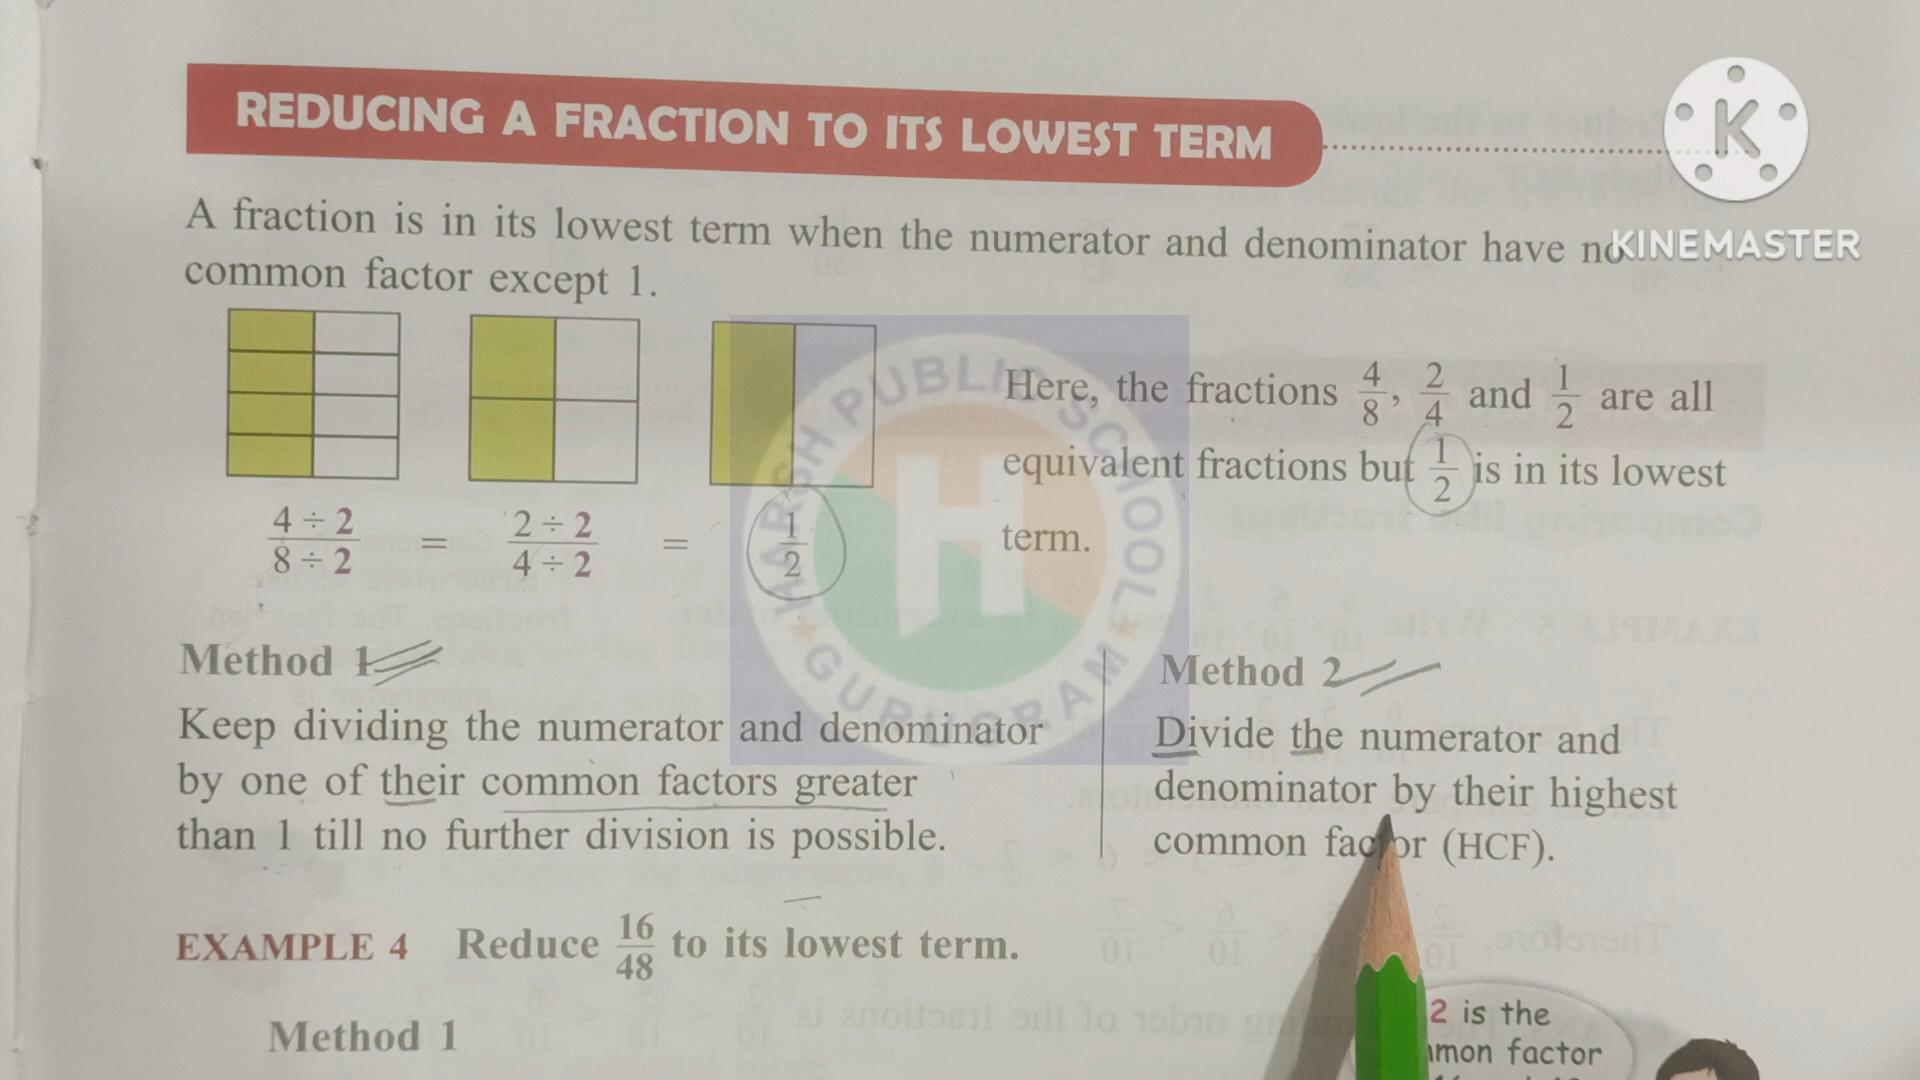 REDUCING A FRACTION TO ITS LOWEST TERM
K
KINEMASTER
A fraction is in its lowest term when the numerator and denominator have no
common factor except 1.
Here, the fractions 4/8, 2/4 and 1/2 are all
equivalent fractions but 1/2 is in its lowest
term.
4 ÷ 2 / 8 ÷ 2 = 2 ÷ 2 / 4 ÷ 2 = 1/2
HARSH PUBLIC SCHOOL
H
GURUGRAM
Method 1
Keep dividing the numerator and denominator
by one of their common factors greater
than 1 till no further division is possible.
Method 2
Divide the numerator and
denominator by their highest
common factor (HCF).
EXAMPLE 4 Reduce 16/48 to its lowest term.
Method 1
2 is the
factor